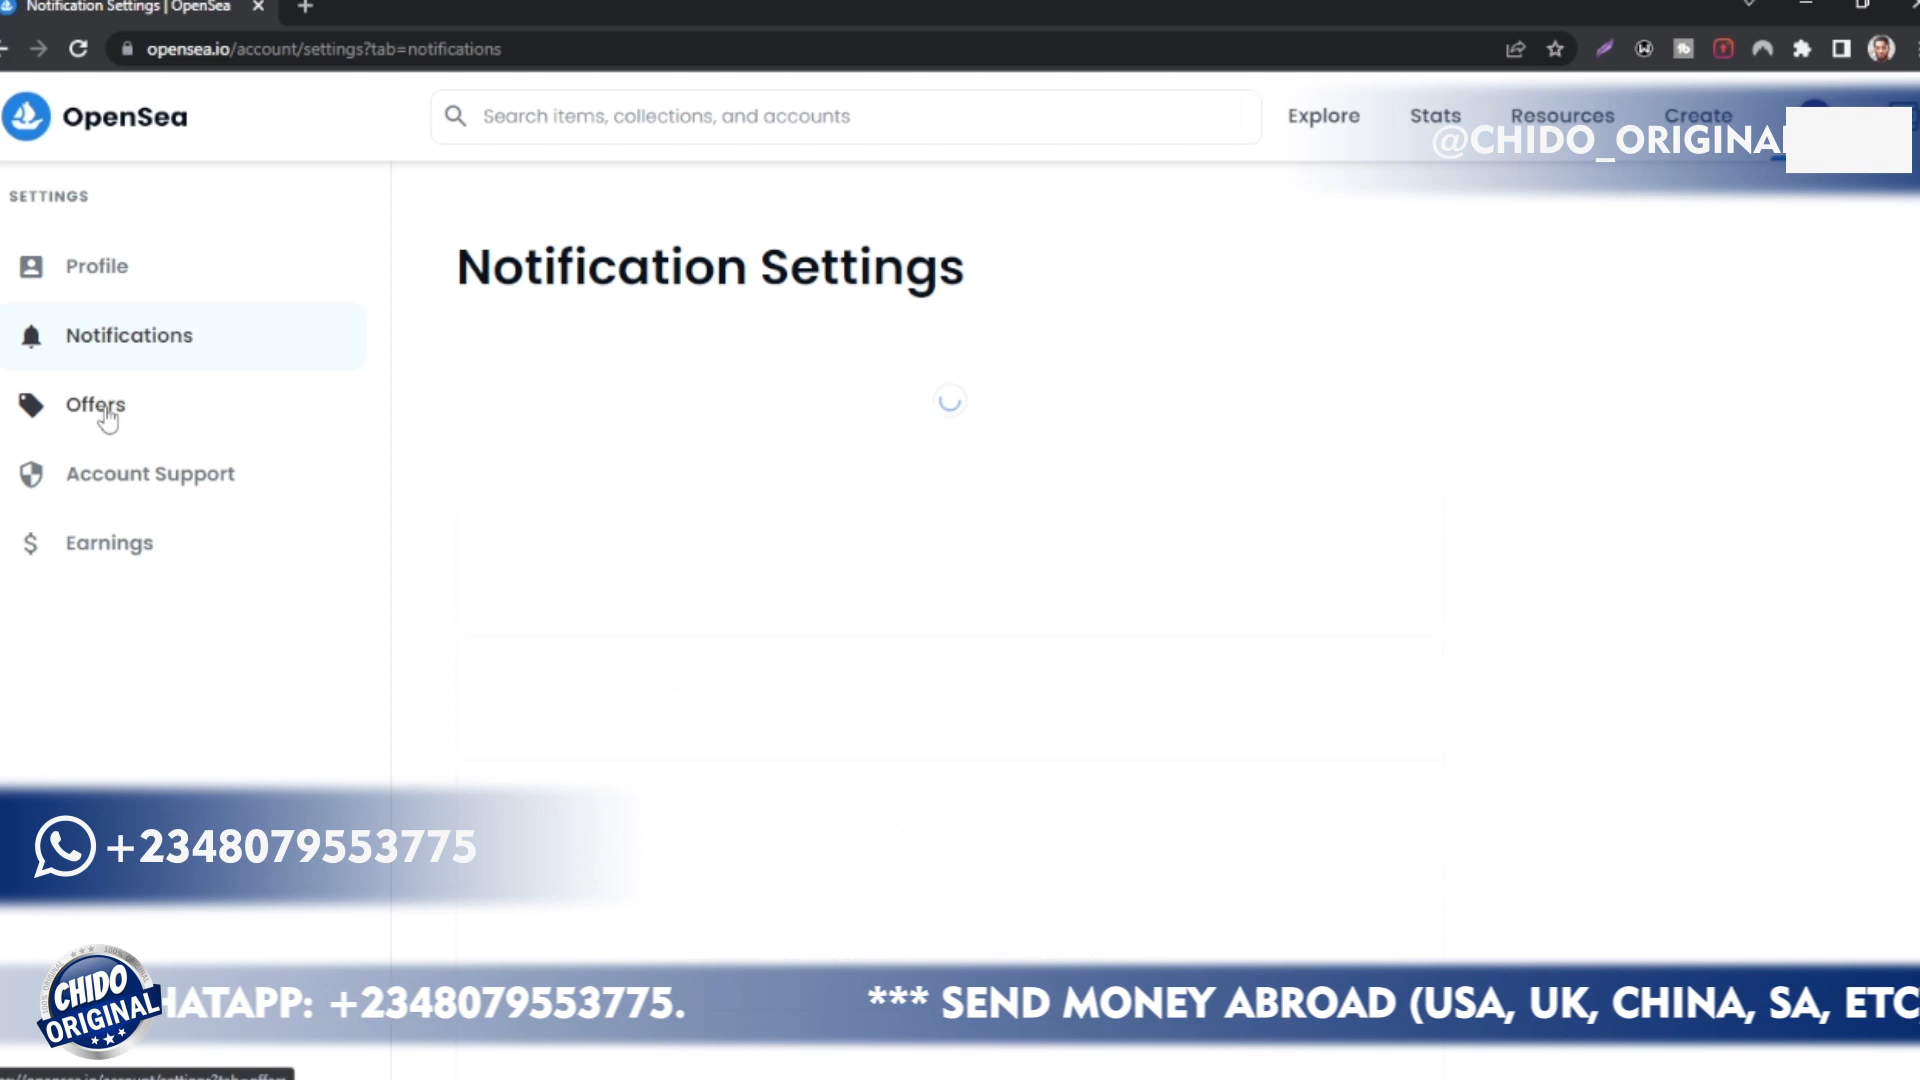 Notification Settings | OpenSea
opensea.io/account/settings?tab=notifications
OpenSea
Search items, collections, and accounts
Explore
Stats
Resources
Create
@CHIDO_ORIGINAL
SETTINGS
Profile
Notifications
Offers
Account Support
Earnings
Notification Settings
+2348079553775
CHIDO
ORIGINAL
HATAPP: +2348079553775. *** SEND MONEY ABROAD (USA, UK, CHINA, SA, ETC